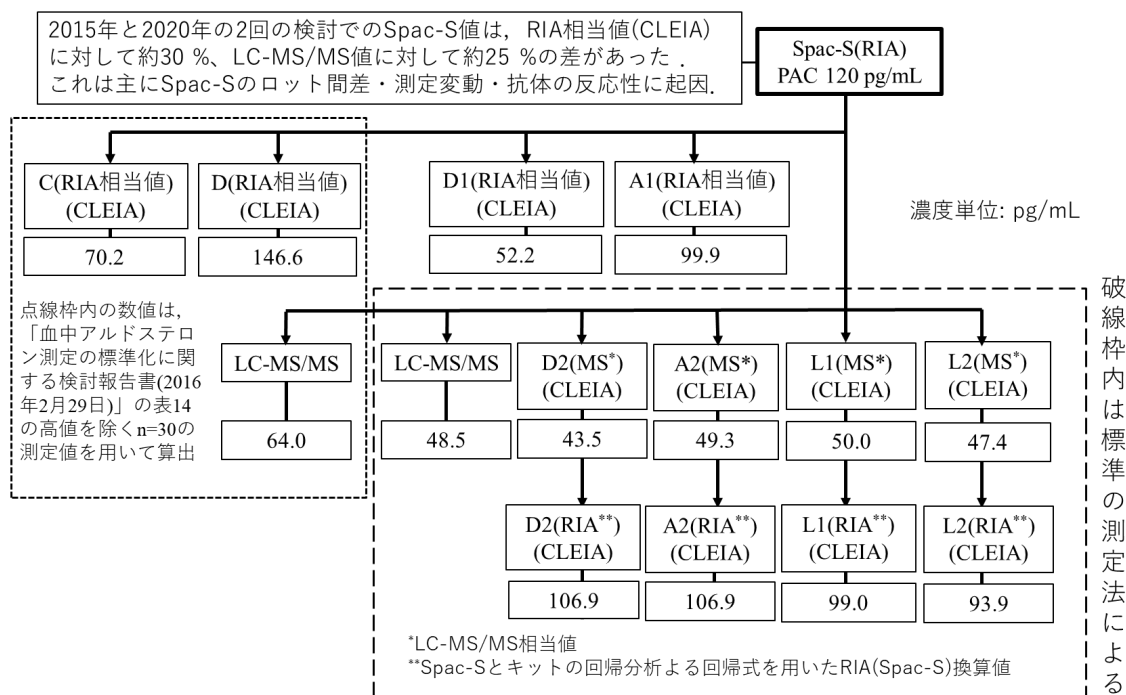 2015年と2020年の2回の検討でのSpac-S値は，RIA相当値(CLEIA)
に対して約30 %、LC-MS/MS値に対して約25 %の差があった．
これは主にSpac-Sのロット間差・測定変動・抗体の反応性に起因．
Spac-S(RIA)
PAC 120 pg/mL
C(RIA相当値)
(CLEIA)
70.2
D(RIA相当値)
(CLEIA)
146.6
D1(RIA相当値)
(CLEIA)
52.2
A1(RIA相当値)
(CLEIA)
99.9
濃度単位: pg/mL
点線枠内の数値は，
「血中アルドステロ
ン測定の標準化に関
する検討報告書(2016
年2月29日)」の表14
の高値を除くn=30の
測定値を用いて算出
LC-MS/MS
64.0
LC-MS/MS
48.5
D2(MS*)
(CLEIA)
43.5
A2(MS*)
(CLEIA)
49.3
L1(MS*)
(CLEIA)
50.0
L2(MS*)
(CLEIA)
47.4
D2(RIA**)
(CLEIA)
106.9
A2(RIA**)
(CLEIA)
106.9
L1(RIA**)
(CLEIA)
99.0
L2(RIA**)
(CLEIA)
93.9
*LC-MS/MS相当値
**Spac-Sとキットの回帰分析よる回帰式を用いたRIA(Spac-S)換算値
破線枠内は標準の測定法による